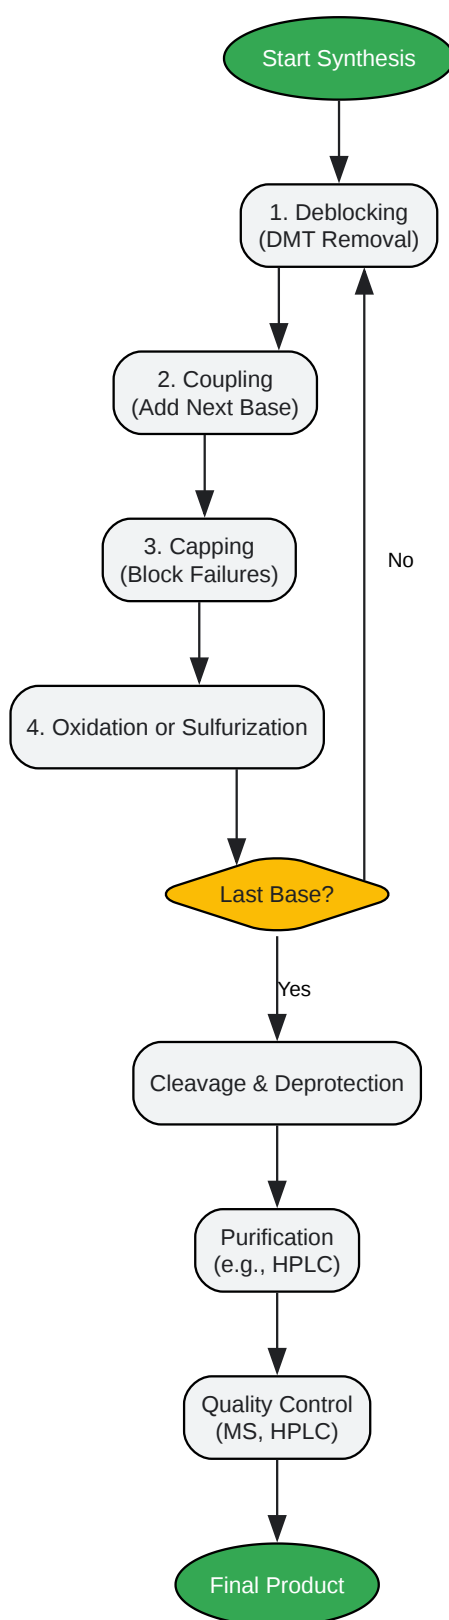 Start Synthesis
1. Deblocking
(DMT Removal)
2. Coupling
(Add Next Base)
3. Capping
(Block Failures)
No
4. Oxidation or Sulfurization
Last Base?
Yes
Cleavage & Deprotection
Purification
(e.g., HPLC)
Quality Control
(MS, HPLC)
Final Product